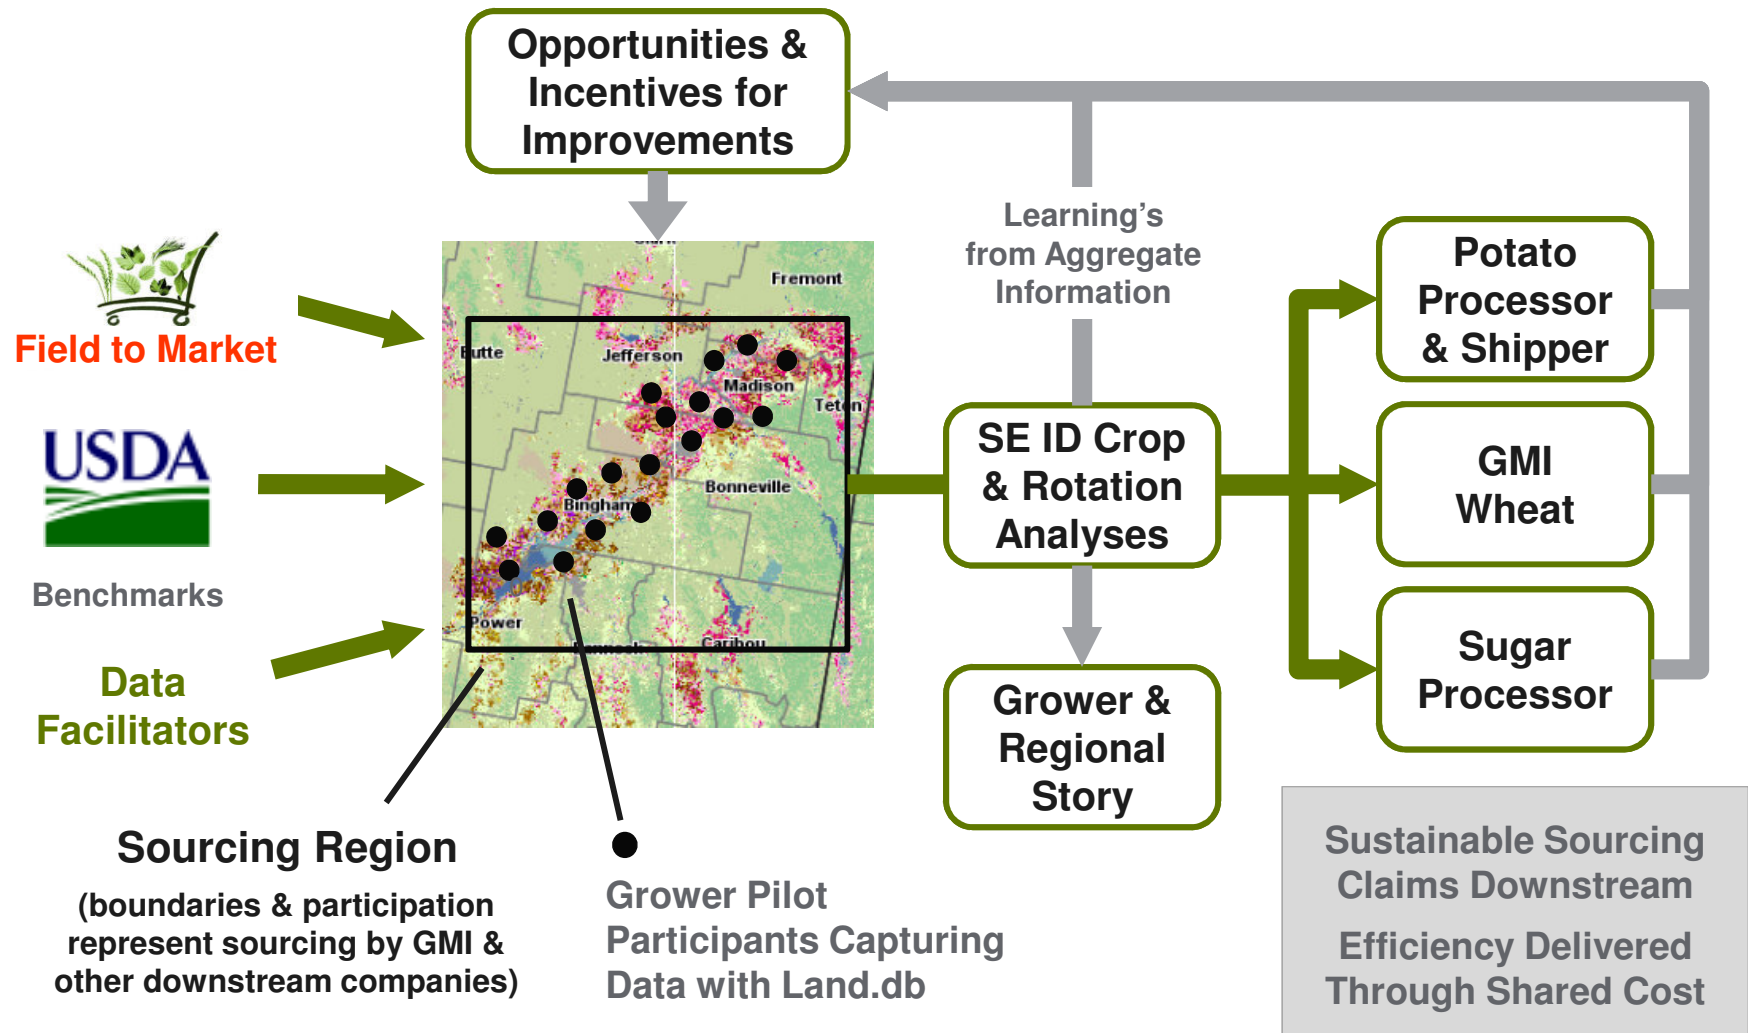 Opportunities &
Incentives for
Improvements
Learning's
from Aggregate
Information
Field to Market
USDA
Benchmarks
Data
Facilitators
Fremont
Butte
Jefferson
Madison
Teton
Bonneville
Bingham
Power
Caribou
SE ID Crop
& Rotation
Analyses
Potato
Processor
& Shipper
GMI
Wheat
Sugar
Processor
Grower &
Regional
Story
Sourcing Region
(boundaries & participation
represent sourcing by GMI &
other downstream companies)
Grower Pilot
Participants Capturing
Data with Land.db
Sustainable Sourcing
Claims Downstream
Efficiency Delivered
Through Shared Cost